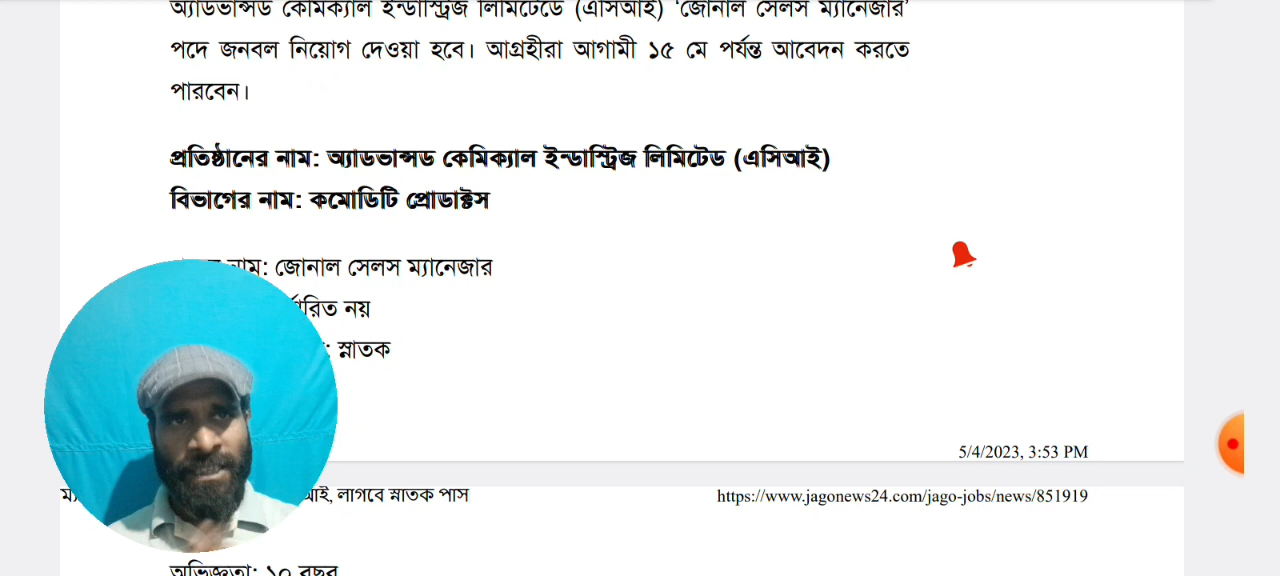 অ্যাডভান্সড কেমিক্যাল ইন্ডাস্ট্রিজ লিমিটেডে (এসিআই) ‘জোনাল সেলস ম্যানেজার’
পদে জনবল নিয়োগ দেওয়া হবে। আগ্রহীরা আগামী ১৫ মে পর্যন্ত আবেদন করতে
পারবেন।
প্রতিষ্ঠানের নাম: অ্যাডভান্সড কেমিক্যাল ইন্ডাস্ট্রিজ লিমিটেড (এসিআই)
বিভাগের নাম: কমোডিটি প্রোডাক্টস
নাম: জোনাল সেলস ম্যানেজার
নয়
স্নাতক
5/4/2023, 3:53 PM
লাগবে স্নাতক পাস https://www.jagonews24.com/jago-jobs/news/851919
অভিজ্ঞতা: ১০ বছর